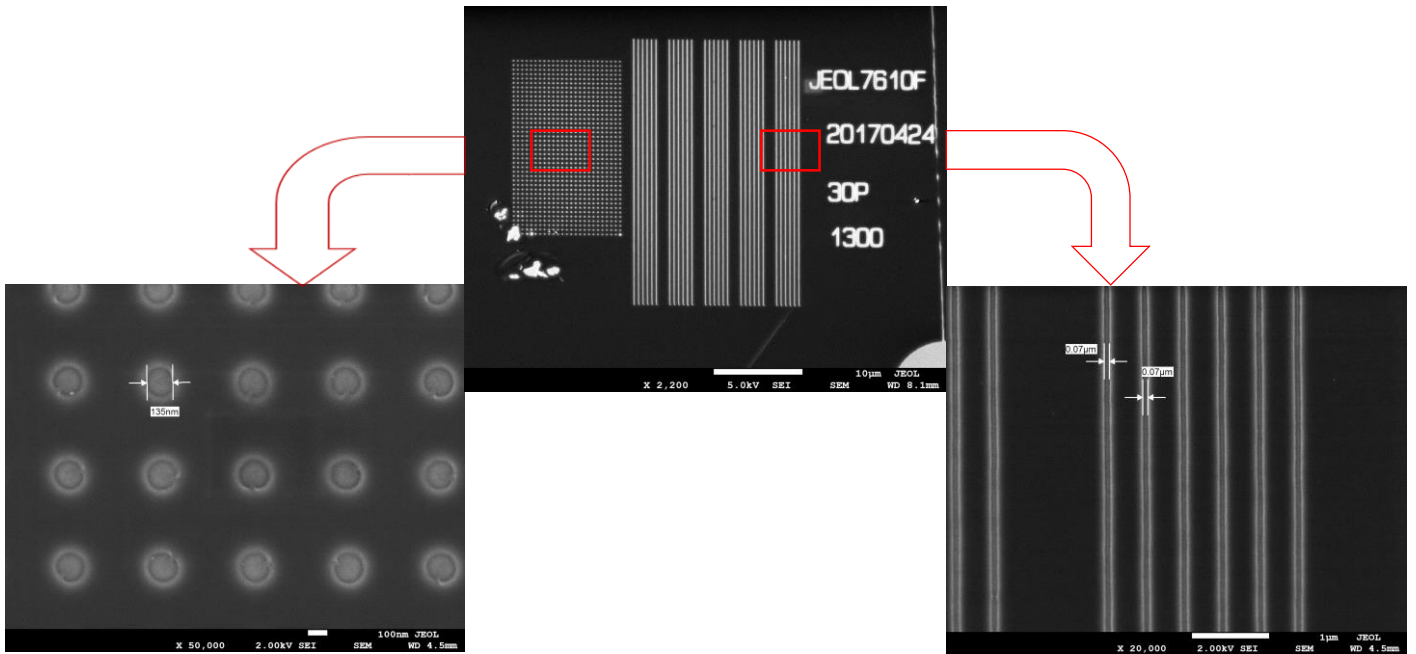 JEOL7610F
20170424
30P
1300
10µm JEOL
X 2,200 5.0kV SEI SEM WD 8.1mm
135nm
100nm JEOL
X 50,000 2.00kV SEI SEM WD 4.5mm
0.07µm
0.07µm
1µm JEOL
X 20,000 2.00kV SEI SEM WD 4.5mm